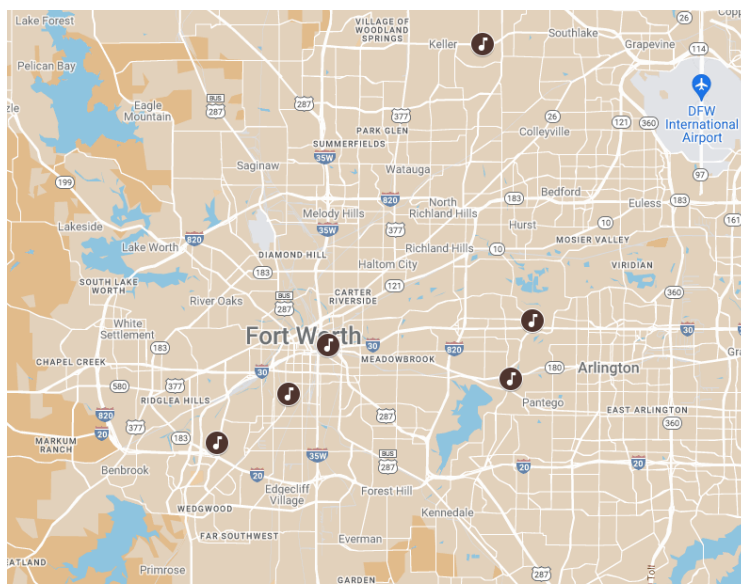 Lake Forest
VILLAGE OF
WOODLAND
SPRINGS
Keller
Southlake
26
Copp
Grapevine
114
Pelican Bay
DFW
International
Airport
Eagle
Mountain
BUS
287
287
377
26
121
360
PARK GLEN
Colleyville
SUMMERFIELDS
35W
Saginaw
Watauga
97
199
820
183
Bedford
183
North
Richland Hills
Euless
Melody Hills
Lakeside
35W
377
Hurst
10
161
Lake Worth
820
Richland Hills
10
MOSIER VALLEY
DIAMOND HILL
Haltom City
VIRIDIAN
183
SOUTH LAKE
WORTH
121
360
River Oaks
BUS
287
CARTER
RIVERSIDE
White
Settlement
Fort Worth
30
183
30
820
MEADOWBROOK
CHAPEL CREEK
180
Arlington
Gra
30
580
377
RIDGLEA HILLS
Pantego
820
287
EAST ARLINGTON
20
377
183
360
MARKUM
RANCH
35W
BUS
287
20
20
Benbrook
20
Edgecliff
Village
Forest Hill
WEDGWOOD
Kennedale
FAR SOUTHWEST
Everman
287
Toll
Primrose
GARDEN